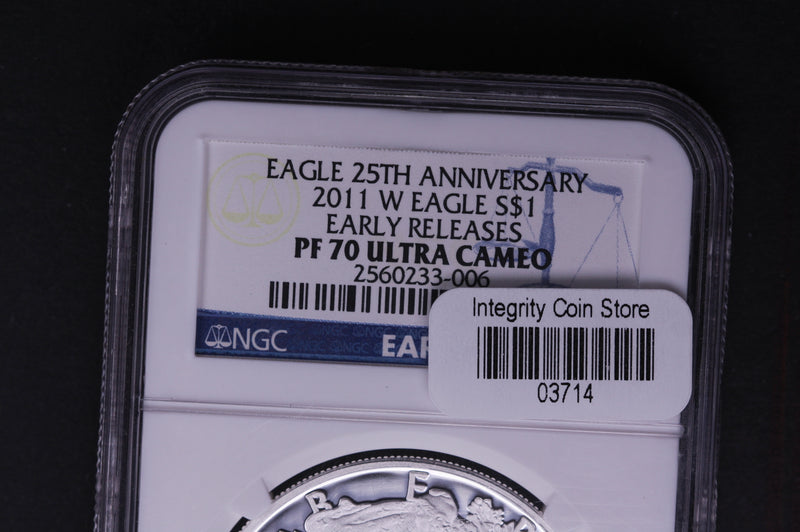 EAGLE 25TH ANNIVERSARY
2011 W EAGLE S$1
EARLY RELEASES
PF 70 ULTRA CAMEO
2560233-006
NGC
EAR
Integrity Coin Store
03714
B E